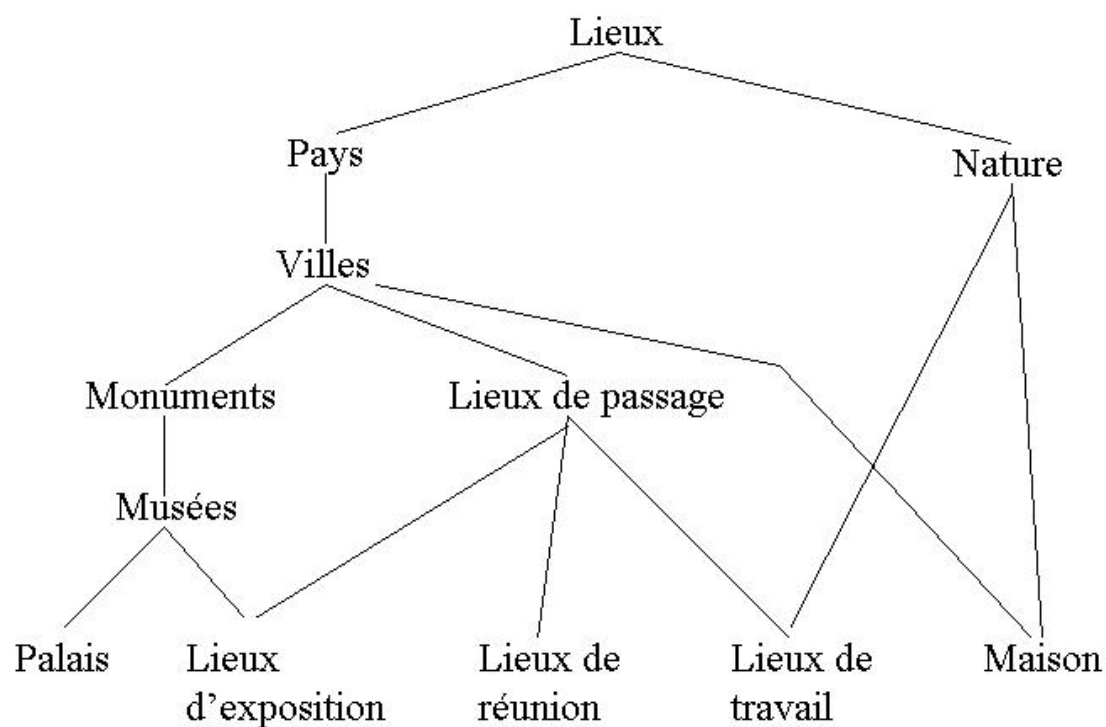 Lieux
Pays
Nature
Villes
Monuments
Lieux de passage
Musées
Palais
Lieux
d’exposition
Lieux de
réunion
Lieux de
travail
Maison